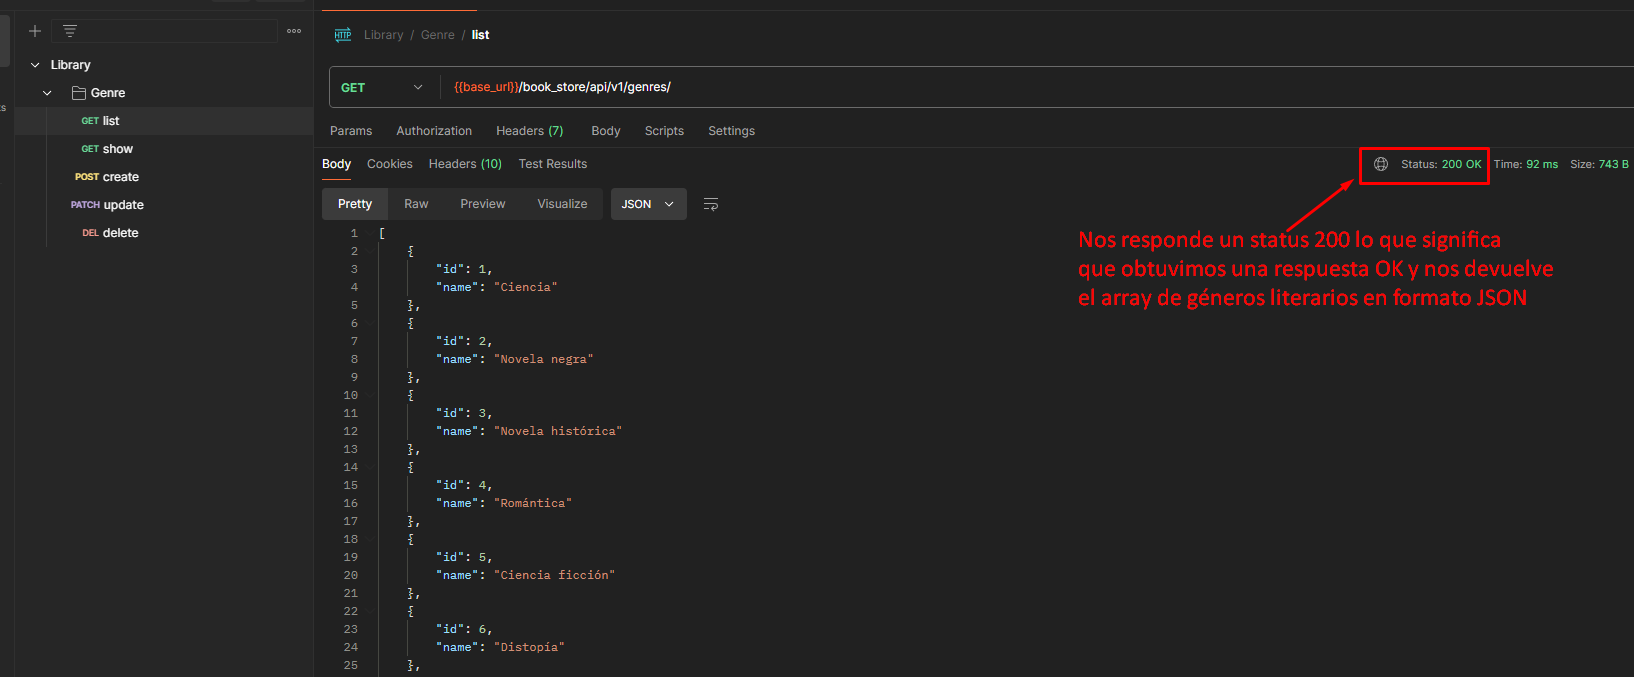 Library / Genre / list
Library
Genre
GET list
GET show
POST create
PATCH update
DEL delete
GET {{base_url}}/book_store/api/v1/genres/
Params Authorization Headers (7) Body Scripts Settings
Body Cookies Headers (10) Test Results
Status: 200 OK Time: 92 ms Size: 743 B
Pretty Raw Preview Visualize JSON
Nos responde un status 200 lo que significa
que obtuvimos una respuesta OK y nos devuelve
el array de géneros literarios en formato JSON
1 [
2 {
3 "id": 1,
4 "name": "Ciencia"
5 },
6 {
7 "id": 2,
8 "name": "Novela negra"
9 },
10 {
11 "id": 3,
12 "name": "Novela histórica"
13 },
14 {
15 "id": 4,
16 "name": "Romántica"
17 },
18 {
19 "id": 5,
20 "name": "Ciencia ficción"
21 },
22 {
23 "id": 6,
24 "name": "Distopía"
25 },